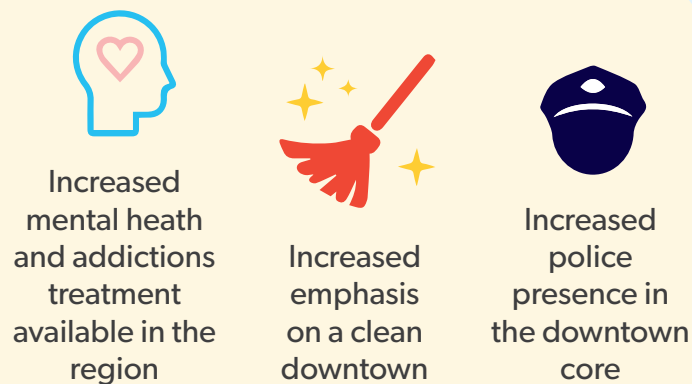 Increased
mental heath
and addictions
treatment
available in the
region
Increased
emphasis
on a clean
downtown
Increased
police
presence in
the downtown
core